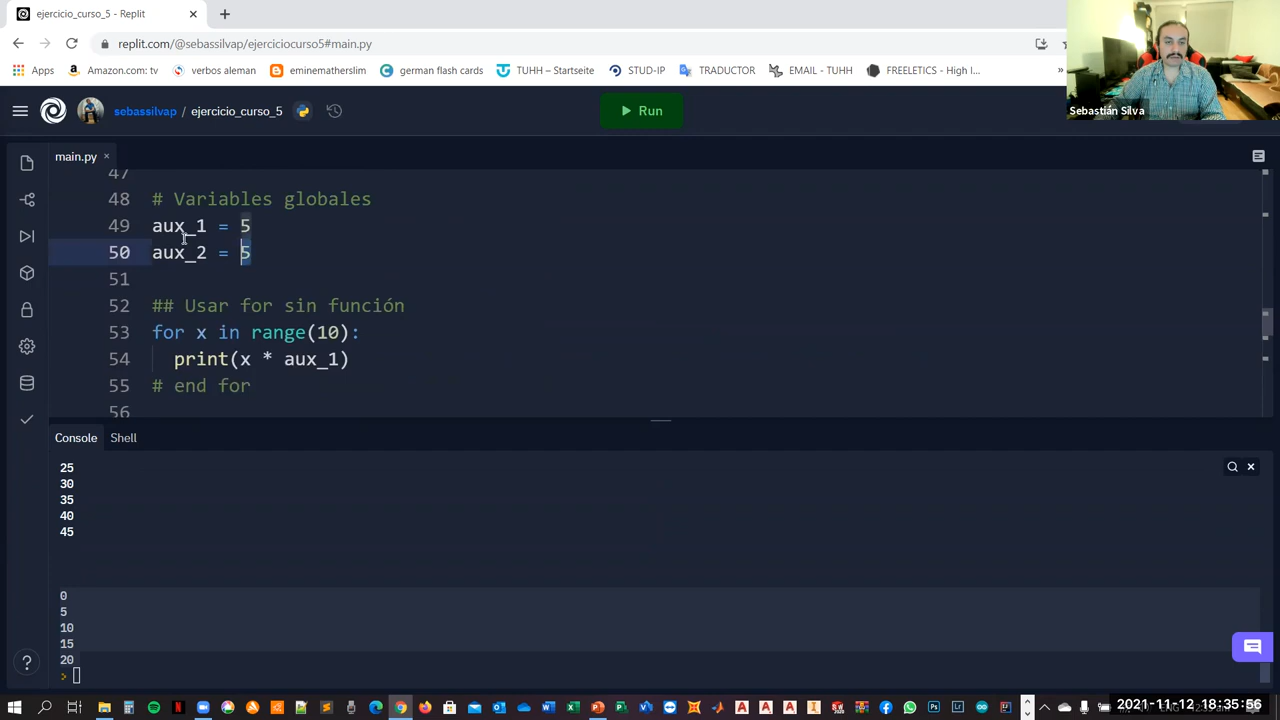 ejercicio_curso_5 - Replit
replit.com/@sebassilvap/ejerciciocurso5#main.py
Apps
Amazon.com: tv
verbos aleman
eminematherslim
german flash cards
TUHH – Startseite
STUD-IP
TRADUCTOR
EMAIL - TUHH
FREELETICS - High
»
Sebastián Silva
sebassilvap / ejercicio_curso_5
Run
main.py
47
48 # Variables globales
49 aux_1 = 5
50 aux_2 = 5
51
52 ## Usar for sin función
53 for x in range(10):
54 print(x * aux_1)
55 # end for
56
Console Shell
25
30
35
40
45
0
5
10
15
20
2021-11-12 18:35:56